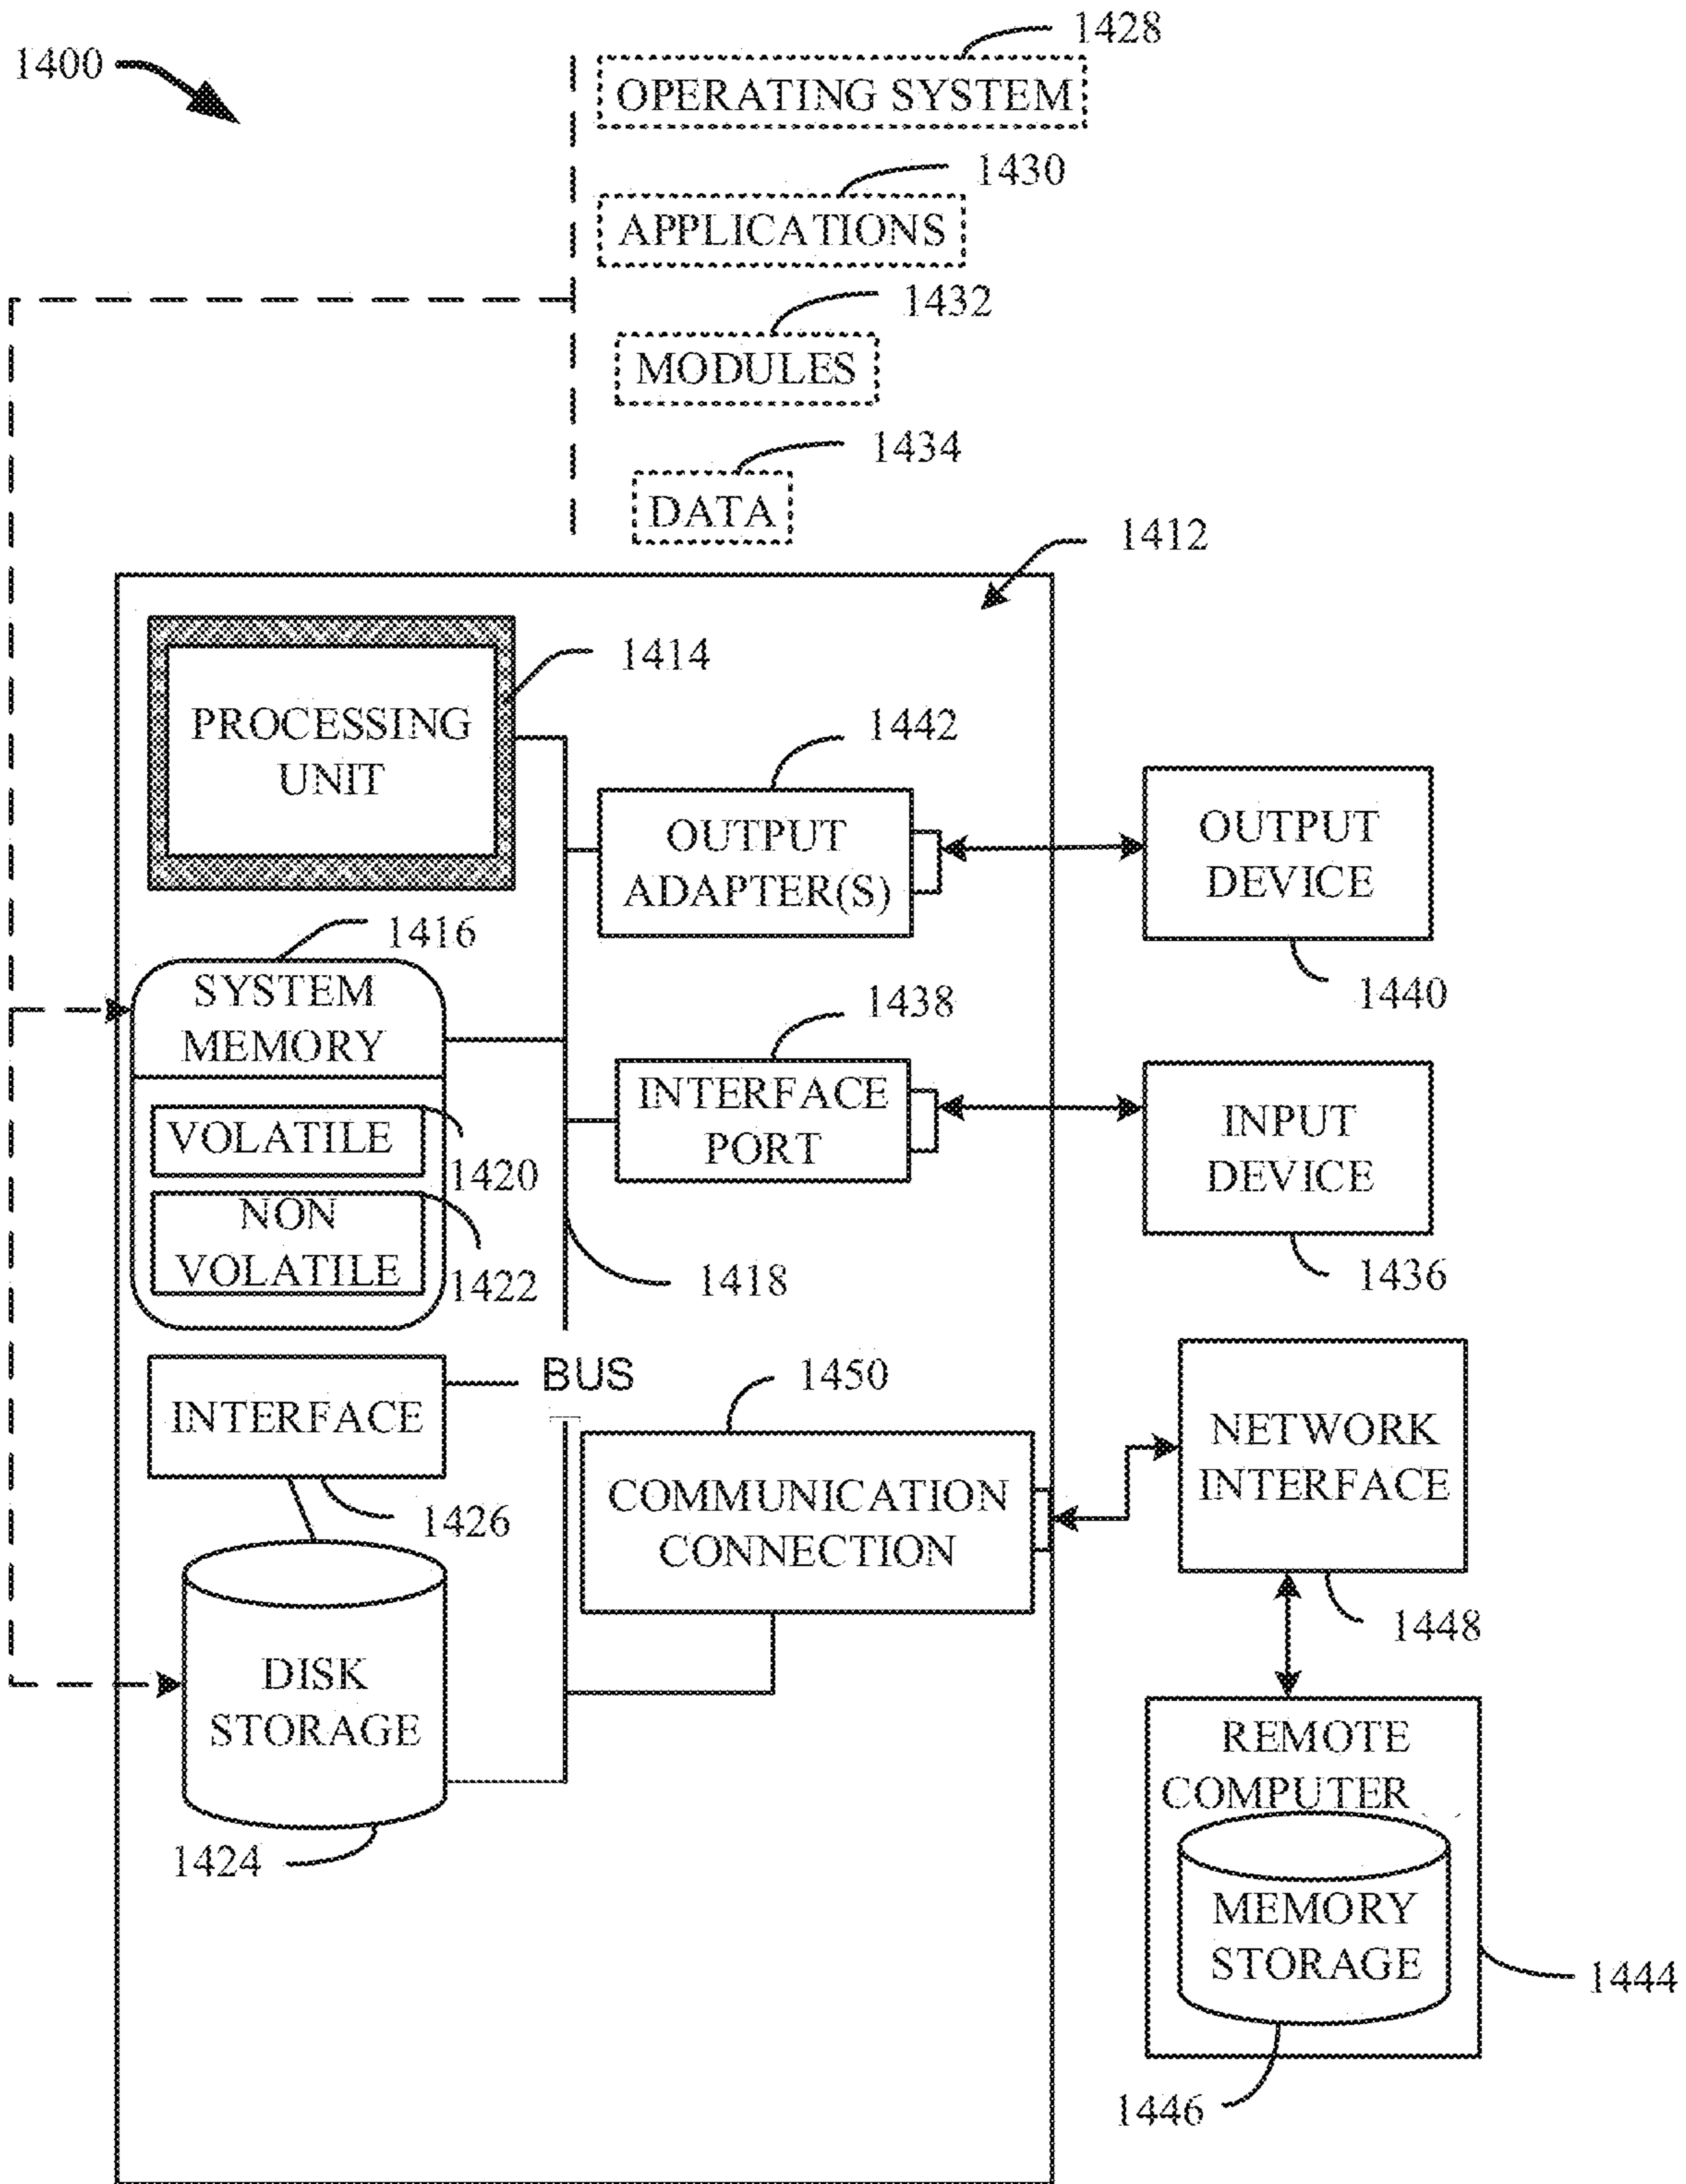 1428
1400
OPERATING SYSTEM
1430
APPLICATIONS
1432
MODULES
1434
DATA
1412
1414
PROCESSING
UNIT
1442
OUTPUT
ADAPTER(S)
OUTPUT
DEVICE
1440
1416
SYSTEM
MEMORY
VOLATILE
1420
NON
VOLATILE
1422
1438
INTERFACE
PORT
INPUT
DEVICE
1436
1418
BUS
INTERFACE
1426
1450
COMMUNICATION
CONNECTION
NETWORK
INTERFACE
1448
DISK
STORAGE
1424
REMOTE
COMPUTER
MEMORY
STORAGE
1444
1446